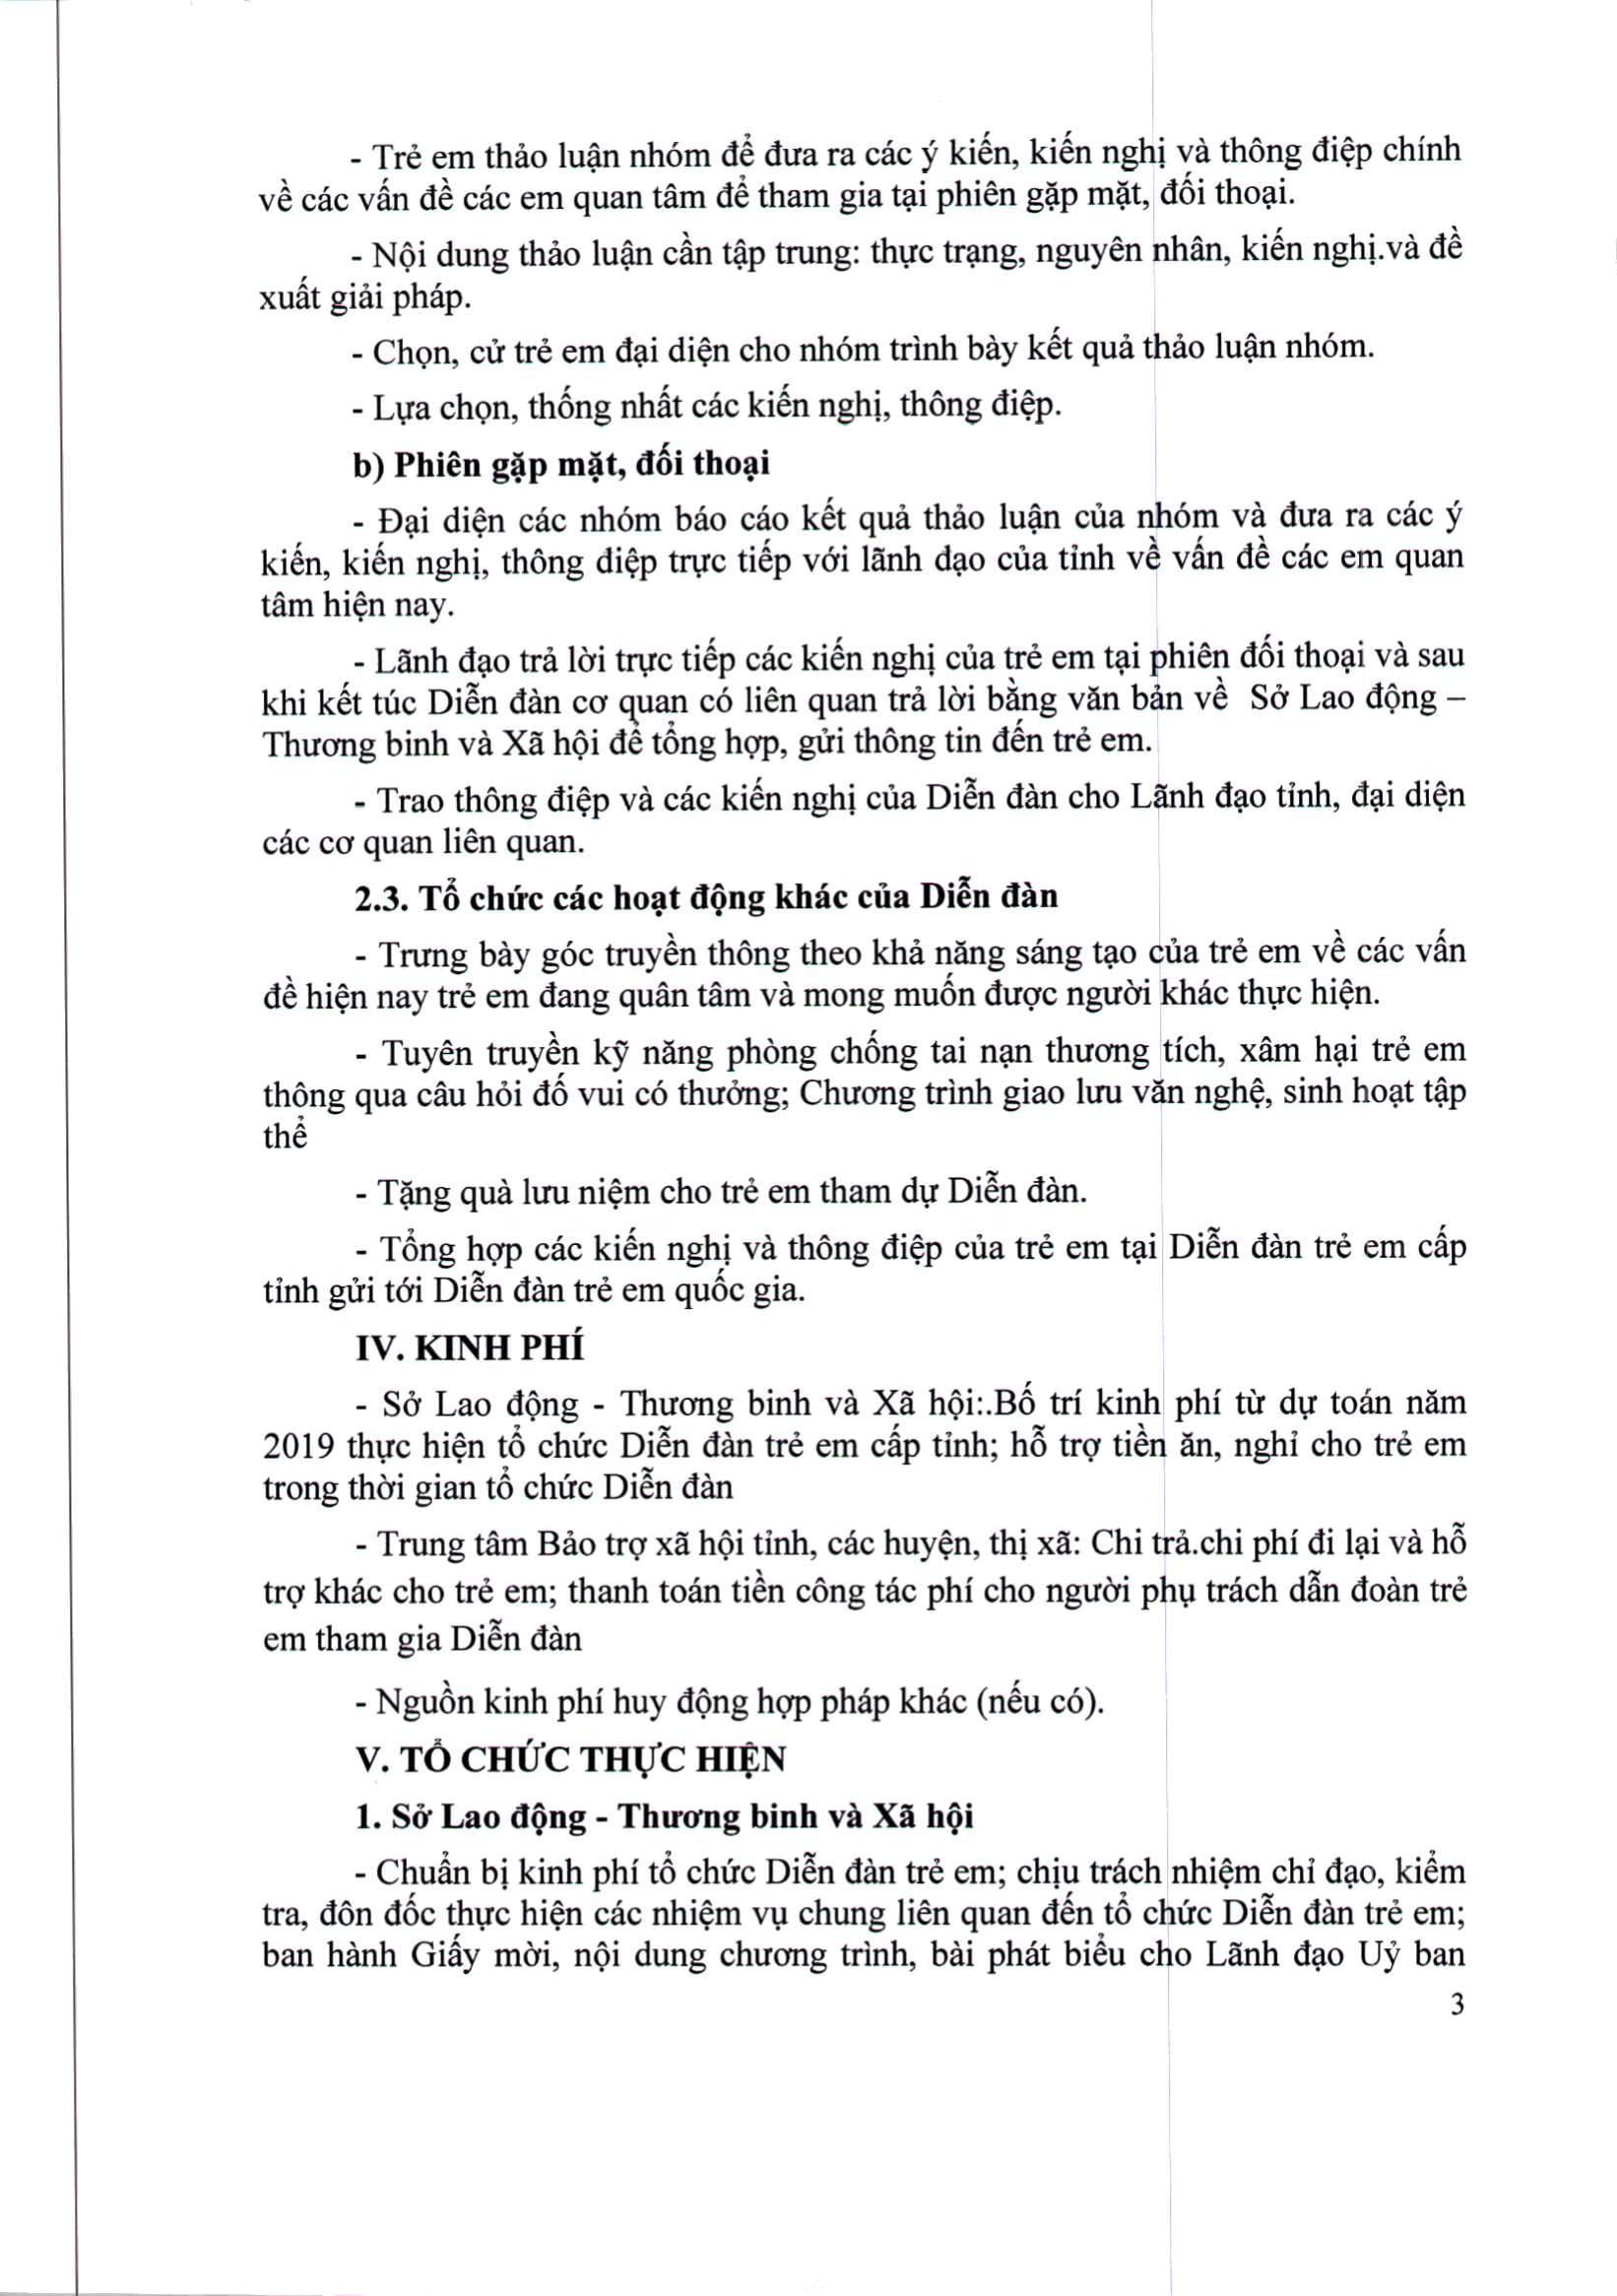 - Trẻ em thảo luận nhóm để đưa ra các ý kiến, kiến nghị và thông điệp chính
về các vấn đề các em quan tâm để tham gia tại phiên gặp mặt, đối thoại.
- Nội dung thảo luận cần tập trung: thực trạng, nguyên nhân, kiến nghị.và đề
xuất giải pháp.
- Chọn, cử trẻ em đại diện cho nhóm trình bày kết quả thảo luận nhóm.
- Lựa chọn, thống nhất các kiến nghị, thông điệp.
b) Phiên gặp mặt, đối thoại
- Đại diện các nhóm báo cáo kết quả thảo luận của nhóm và đưa ra các ý
kiến, kiến nghị, thông điệp trực tiếp với lãnh đạo của tỉnh về vấn đề các em quan
tâm hiện nay.
- Lãnh đạo trả lời trực tiếp các kiến nghị của trẻ em tại phiên đối thoại và sau
khi kết túc Diễn đàn cơ quan có liên quan trả lời bằng văn bản về  Sở Lao động –
Thương binh và Xã hội để tổng hợp, gửi thông tin đến trẻ em.
- Trao thông điệp và các kiến nghị của Diễn đàn cho Lãnh đạo tỉnh, đại diện
các cơ quan liên quan.
2.3. Tổ chức các hoạt động khác của Diễn đàn
- Trưng bày góc truyền thông theo khả năng sáng tạo của trẻ em về các vấn
đề hiện nay trẻ em đang quân tâm và mong muốn được người khác thực hiện.
- Tuyên truyền kỹ năng phòng chống tai nạn thương tích, xâm hại trẻ em
thông qua câu hỏi đố vui có thưởng; Chương trình giao lưu văn nghệ, sinh hoạt tập
thể
- Tặng quà lưu niệm cho trẻ em tham dự Diễn đàn.
- Tổng hợp các kiến nghị và thông điệp của trẻ em tại Diễn đàn trẻ em cấp
tỉnh gửi tới Diễn đàn trẻ em quốc gia.
IV. KINH PHÍ
- Sở Lao động - Thương binh và Xã hội:.Bố trí kinh phí từ dự toán năm
2019 thực hiện tổ chức Diễn đàn trẻ em cấp tỉnh; hỗ trợ tiền ăn, nghỉ cho trẻ em
trong thời gian tổ chức Diễn đàn
- Trung tâm Bảo trợ xã hội tỉnh, các huyện, thị xã: Chi trả.chi phí đi lại và hỗ
trợ khác cho trẻ em; thanh toán tiền công tác phí cho người phụ trách dẫn đoàn trẻ
em tham gia Diễn đàn
- Nguồn kinh phí huy động hợp pháp khác (nếu có).
V. TỔ CHỨC THỰC HIỆN
1. Sở Lao động - Thương binh và Xã hội
- Chuẩn bị kinh phí tổ chức Diễn đàn trẻ em; chịu trách nhiệm chỉ đạo, kiểm
tra, đôn đốc thực hiện các nhiệm vụ chung liên quan đến tổ chức Diễn đàn trẻ em;
ban hành Giấy mời, nội dung chương trình, bài phát biểu cho Lãnh đạo Uỷ ban
3